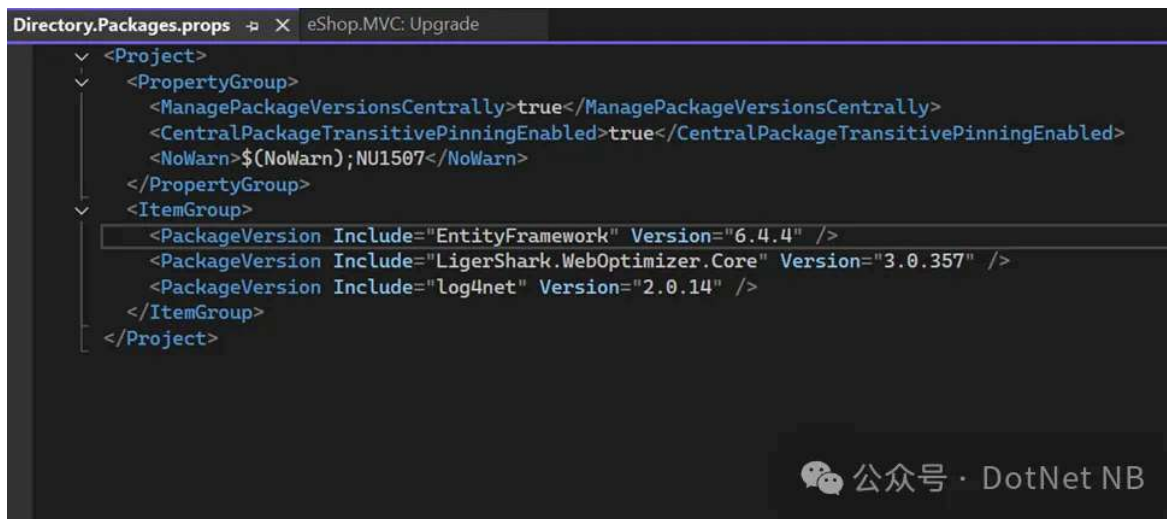 Directory.Packages.props eShop.MVC: Upgrade
<Project>
<PropertyGroup>
<ManagePackageVersionsCentrally>true</ManagePackageVersionsCentrally>
<CentralPackageTransitivePinningEnabled>true</CentralPackageTransitivePinningEnabled>
<NoWarn>$(NoWarn);NU1507</NoWarn>
</PropertyGroup>
<ItemGroup>
<PackageVersion Include="EntityFramework" Version="6.4.4" />
<PackageVersion Include="LigerShark.WebOptimizer.Core" Version="3.0.357" />
<PackageVersion Include="log4net" Version="2.0.14" />
</ItemGroup>
</Project>
公众号 · DotNet NB